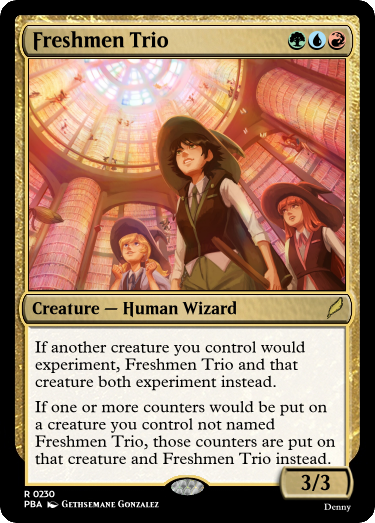 Freshmen Trio
Creature — Human Wizard
If another creature you control would
experiment, Freshmen Trio and that
creature both experiment instead.
If one or more counters would be put on
a creature you control not named
Freshmen Trio, those counters are put on
that creature and Freshmen Trio instead.
3/3
R 0230
PBA Gethsemane Gonzalez
Denny